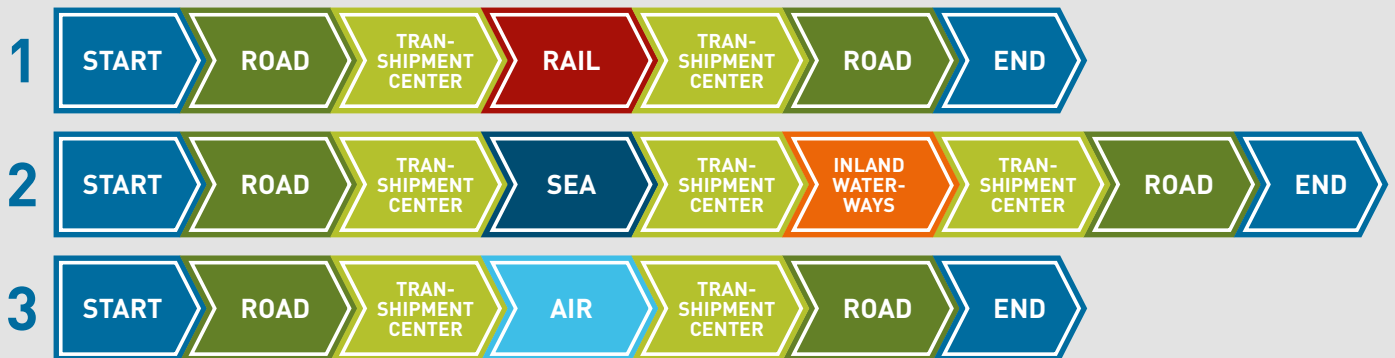 1 START ROAD TRAN-
SHIPMENT
CENTER RAIL TRAN-
SHIPMENT
CENTER ROAD END
2 START ROAD TRAN-
SHIPMENT
CENTER SEA TRAN-
SHIPMENT
CENTER INLAND
WATER-
WAYS TRAN-
SHIPMENT
CENTER ROAD END
3 START ROAD TRAN-
SHIPMENT
CENTER AIR TRAN-
SHIPMENT
CENTER ROAD END